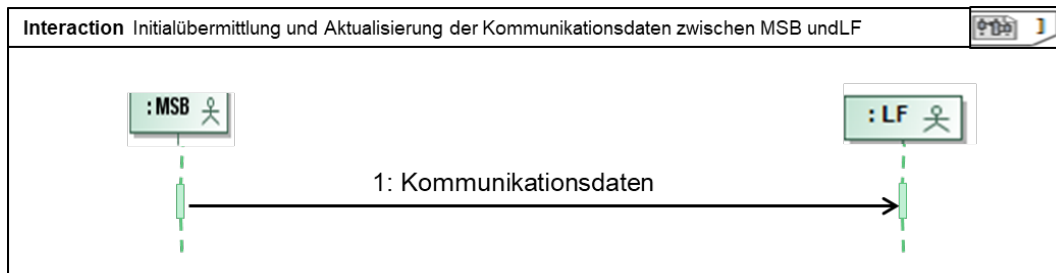 Interaction Initialübermittlung und Aktualisierung der Kommunikationsdaten zwischen MSB undLF
: MSB
: LF
1: Kommunikationsdaten